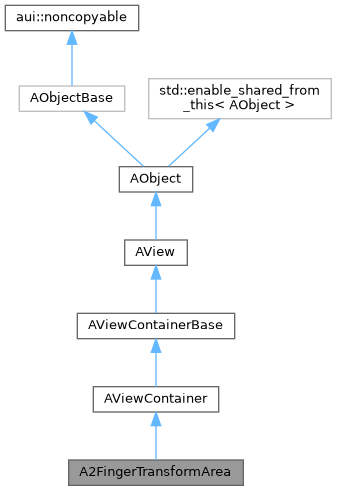 aui::noncopyable
AObjectBase
std::enable_shared_from
_this< AObject >
AObject
AView
AViewContainerBase
AViewContainer
A2FingerTransformArea